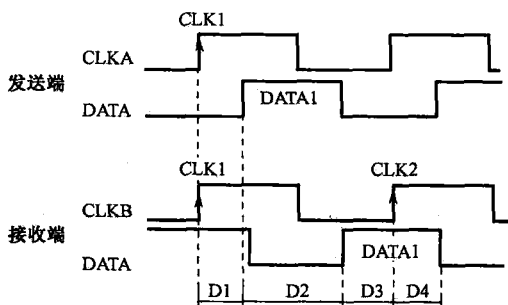 CLK1
CLKA
发送端
DATA
DATA1
CLK1
CLK2
CLKB
接收端
DATA
DATA1
D1
D2
D3
D4